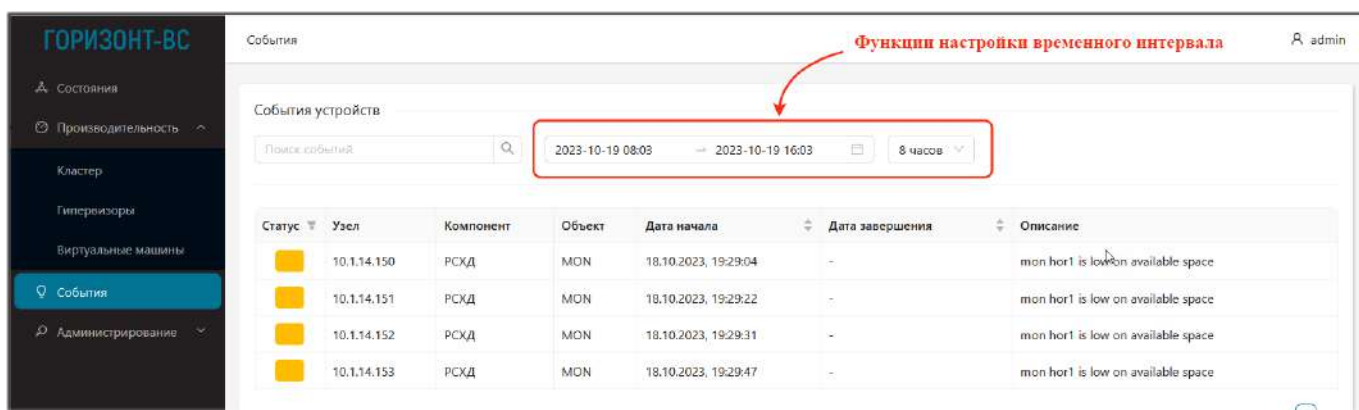 ГОРИЗОНТ-ВС
События
Функции настройки временного интервала
admin
Состояния
Производительность
Кластер
Гипервизоры
Виртуальные машины
События
Администрирование
События устройств
Поиск событий
2023-10-19 08:03 → 2023-10-19 16:03
8 часов
Статус Узел Компонент Объект Дата начала Дата завершения Описание
10.1.14.150 РСХД MON 18.10.2023, 19:29:04 - mon hor1 is low on available space
10.1.14.151 РСХД MON 18.10.2023, 19:29:22 - mon hor1 is low on available space
10.1.14.152 РСХД MON 18.10.2023, 19:29:31 - mon hor1 is low on available space
10.1.14.153 РСХД MON 18.10.2023, 19:29:47 - mon hor1 is low on available space